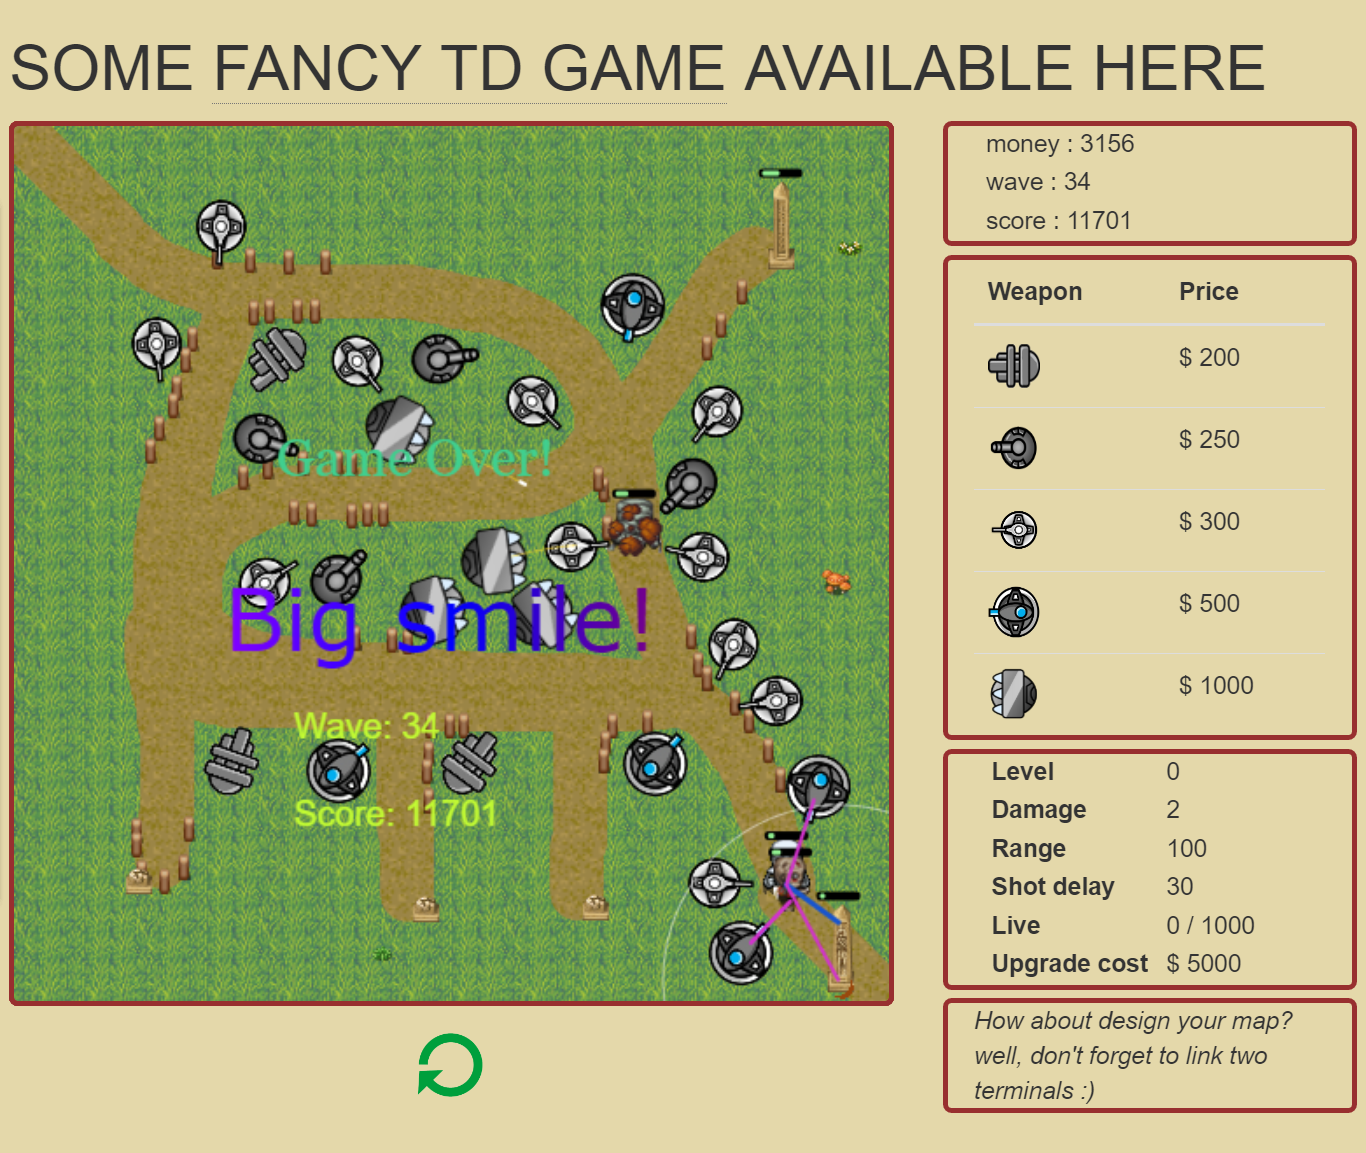 SOME FANCY TD GAME AVAILABLE HERE
money : 3156
wave : 34
score : 11701
Game Over!
Big smile!
Wave: 34
Score: 11701
Weapon Price
$ 200
$ 250
$ 300
$ 500
$ 1000
Level 0
Damage 2
Range 100
Shot delay 30
Live 0 / 1000
Upgrade cost $ 5000
How about design your map?
well, don't forget to link two
terminals :)